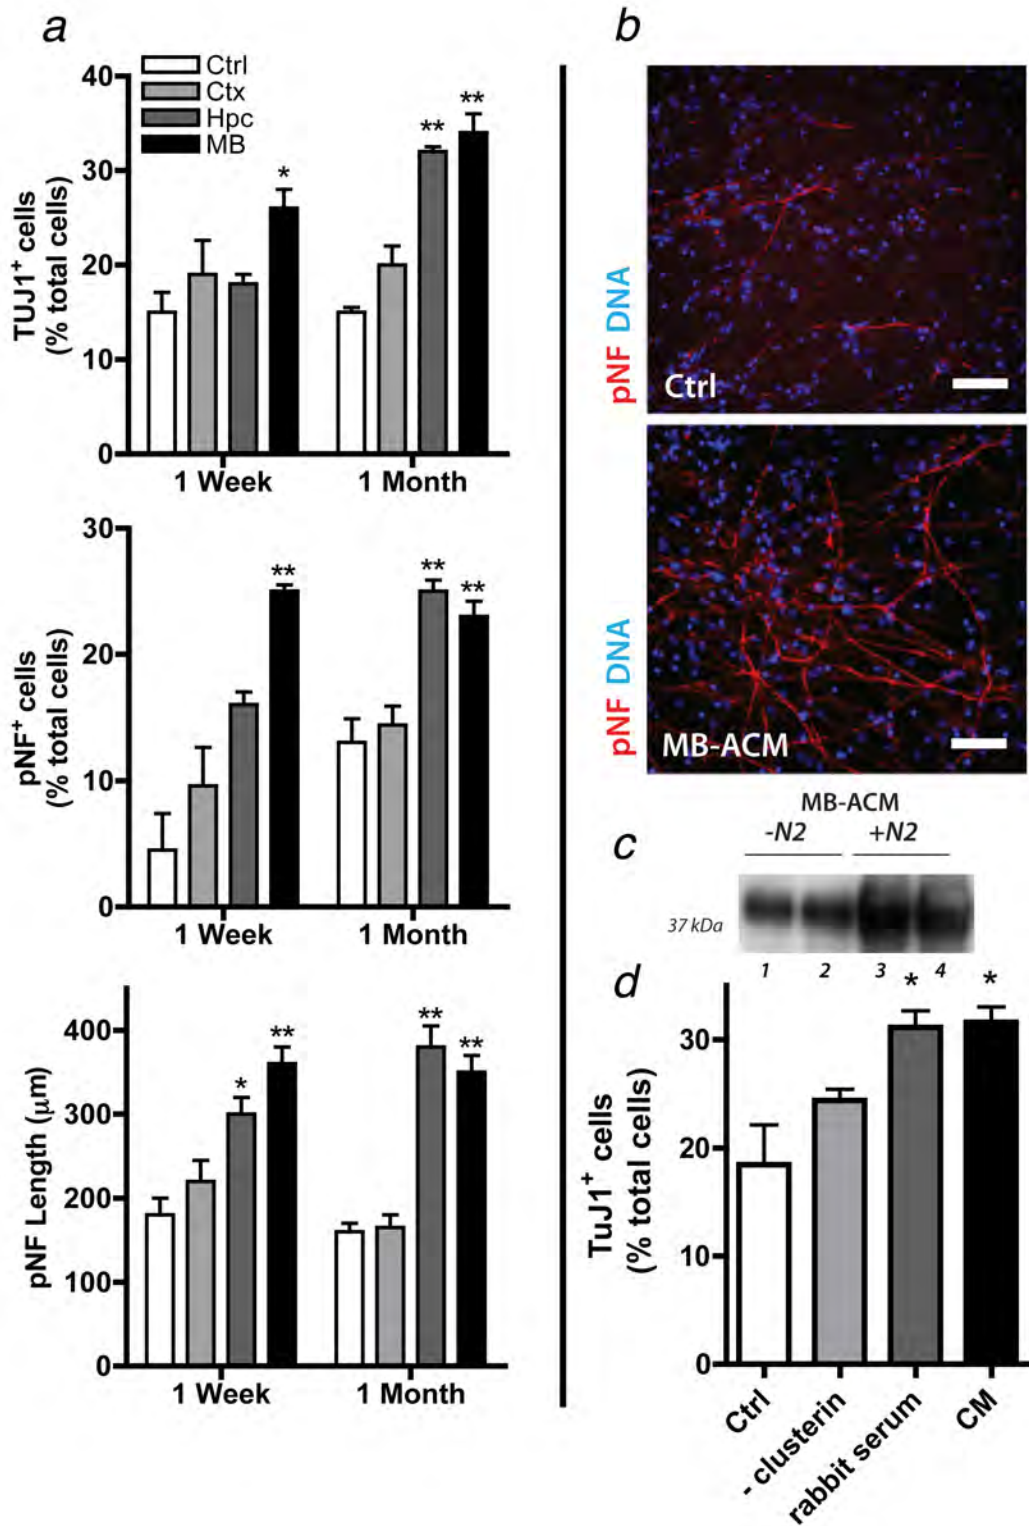 a
Ctrl
Ctx
Hpc
MB
TUJ1+ cells
(% total cells)
40
30
20
10
0
*
**
**
1 Week
1 Month
pNF+ cells
(% total cells)
30
20
10
0
**
**
**
1 Week
1 Month
pNF Length (μm)
400
300
200
100
0
*
**
**
**
1 Week
1 Month
b
pNF DNA
Ctrl
pNF DNA
MB-ACM
c
MB-ACM
-N2
+N2
37 kDa
1 2 3 4
d
TuJ1+ cells
(% total cells)
30
20
10
0
*
*
Ctrl
- clusterin
rabbit serum
CM